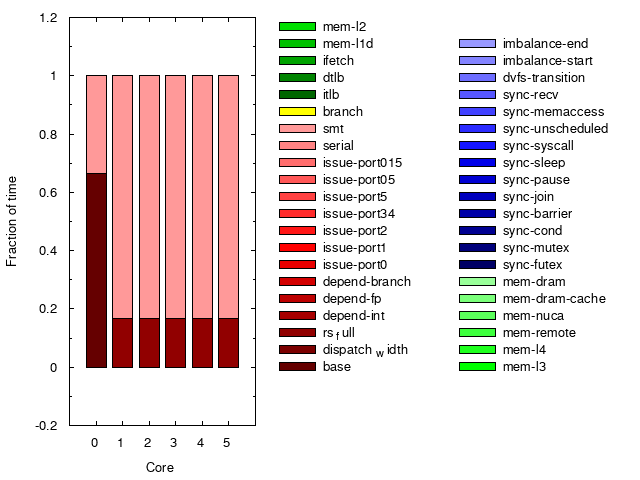 1.2
1
0.8
0.6
0.4
0.2
0
-0.2
Fraction of time
0 1 2 3 4 5
Core
mem-l2
mem-l1d
ifetch
dtlb
itlb
branch
smt
serial
issue-port015
issue-port05
issue-port5
issue-port34
issue-port2
issue-port1
issue-port0
depend-branch
depend-fp
depend-int
rsfull
dispatchwidth
base
imbalance-end
imbalance-start
dvfs-transition
sync-recv
sync-memaccess
sync-unscheduled
sync-syscall
sync-sleep
sync-pause
sync-join
sync-barrier
sync-cond
sync-mutex
sync-futex
mem-dram
mem-dram-cache
mem-nuca
mem-remote
mem-l4
mem-l3